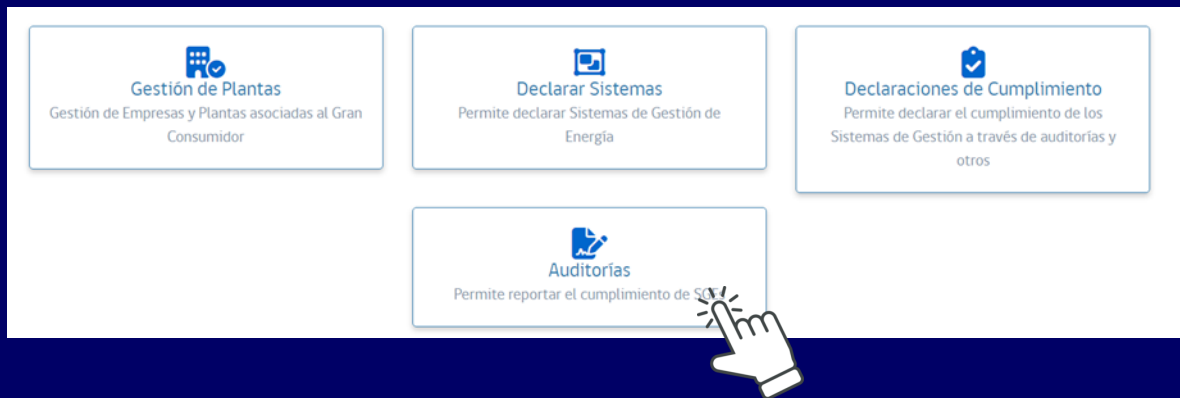 Gestión de Plantas
Gestión de Empresas y Plantas asociadas al Gran
Consumidor
Declarar Sistemas
Permite declarar Sistemas de Gestión de
Energía
Declaraciones de Cumplimiento
Permite declarar el cumplimiento de los
Sistemas de Gestión a través de auditorías y
otros
Auditorías
Permite reportar el cumplimiento de